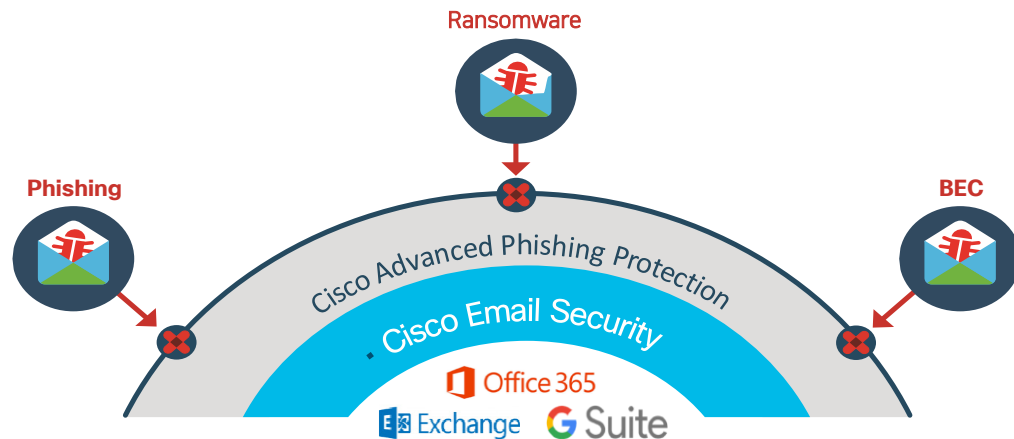 Ransomware
Phishing
BEC
Cisco Advanced Phishing Protection
· Cisco Email Security
Office 365
E Exchange
G Suite